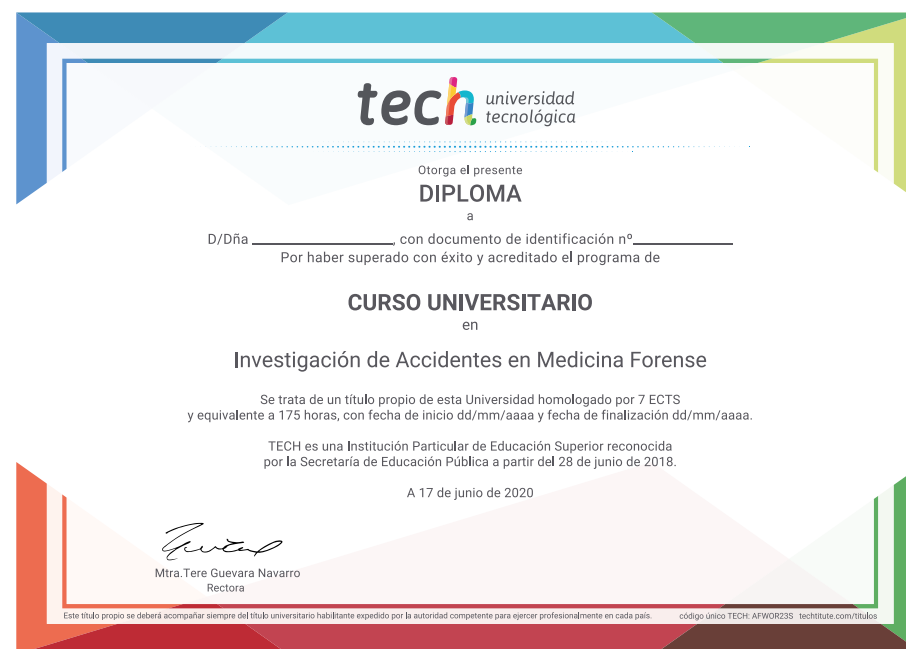 tech universidad
tecnológica
Otorga el presente
DIPLOMA
a
D/Dña ____________________, con documento de identificación nº______________
Por haber superado con éxito y acreditado el programa de
CURSO UNIVERSITARIO
en
Investigación de Accidentes en Medicina Forense
Se trata de un título propio de esta Universidad homologado por 7 ECTS
y equivalente a 175 horas, con fecha de inicio dd/mm/aaaa y fecha de finalización dd/mm/aaaa.
TECH es una Institución Particular de Educación Superior reconocida
por la Secretaría de Educación Pública a partir del 28 de junio de 2018.
A 17 de junio de 2020
Mtra.Tere Guevara Navarro
Rectora
Este título propio se deberá acompañar siempre del título universitario habilitante expedido por la autoridad competente para ejercer profesionalmente en cada país. código único TECH: AFWOR23S techtitute.com/titulos